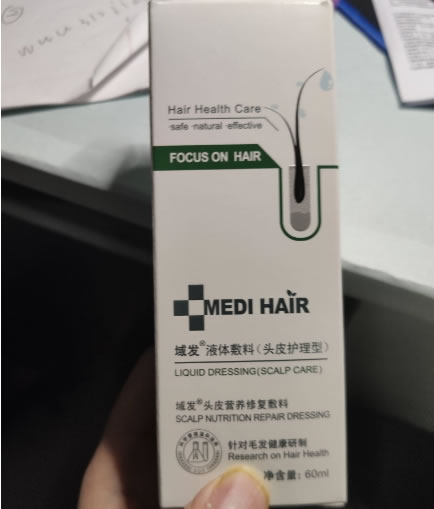 Hair Health Care
·safe ·natural ·effective
FOCUS ON HAIR
MEDI HAIR
域发®液体敷料(头皮护理型)
LIQUID DRESSING(SCALP CARE)
域发®头皮营养修复敷料
SCALP NUTRITION REPAIR DRESSING
针对毛发健康研制
Research on Hair Health
净含量: 60ml